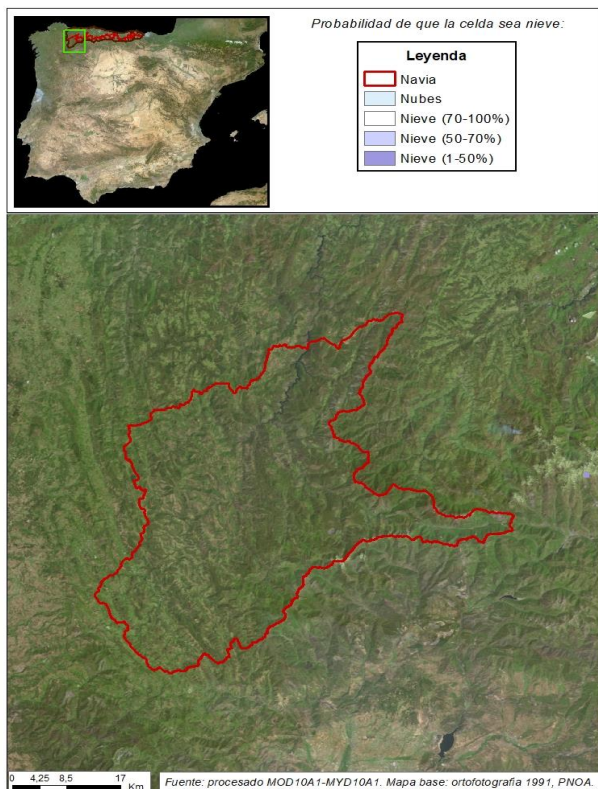 Probabilidad de que la celda sea nieve:
Leyenda
Navia
Nubes
Nieve (70-100%)
Nieve (50-70%)
Nieve (1-50%)
0 4,25 8,5 17
Km
Fuente: procesado MOD10A1-MYD10A1. Mapa base: ortofotografia 1991, PNOA.